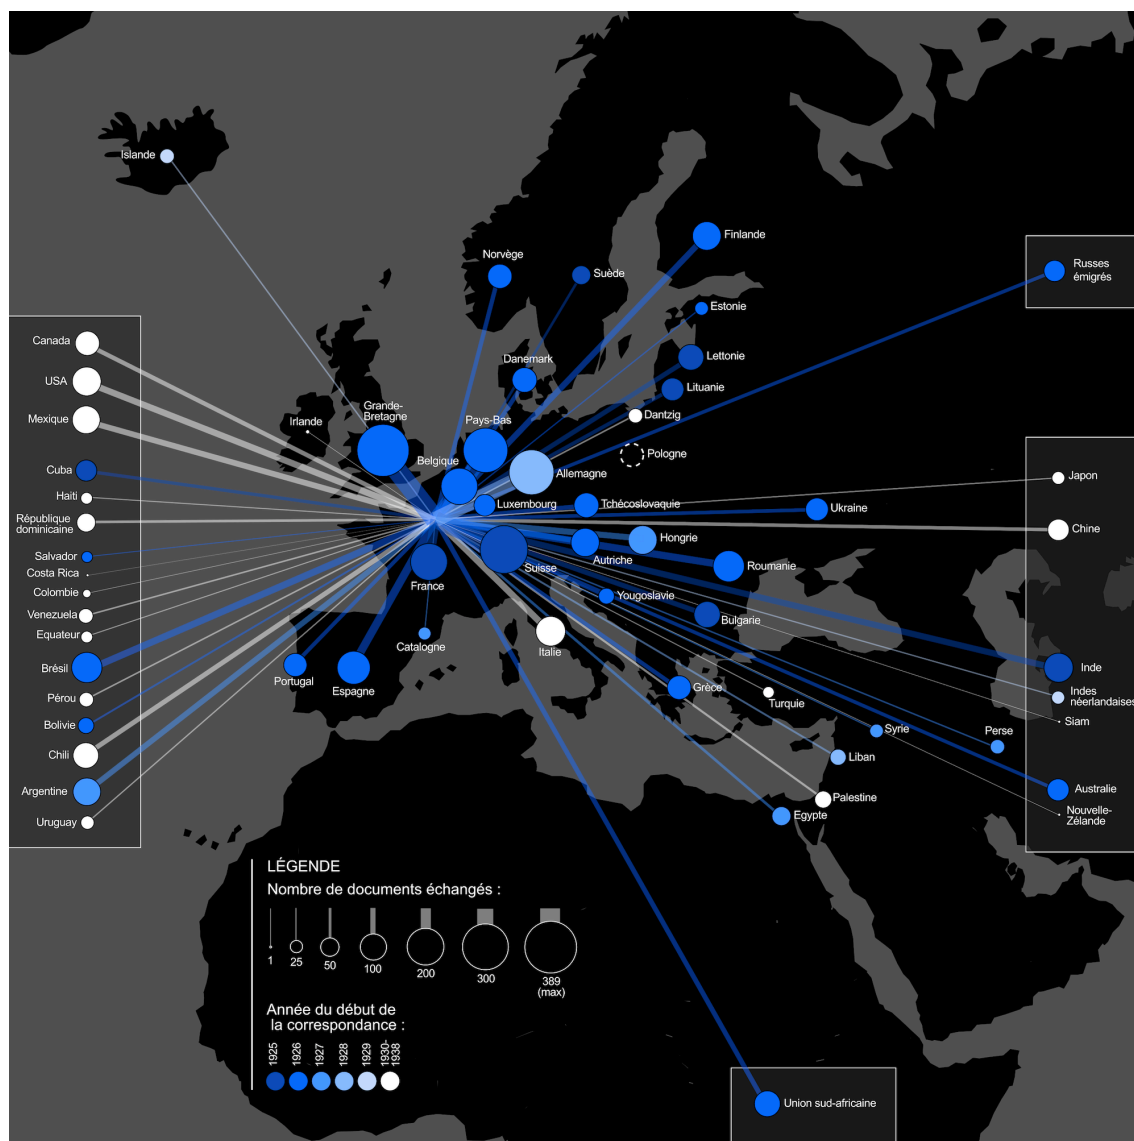 Islande
Finlande
Norvège
Suède
Russes
émigrés
Estonie
Canada
Lettonie
Danemark
USA
Lituanie
Grande-
Bretagne
Mexique
Irlande
Pays-Bas
Dantzig
Pologne
Belgique
Cuba
Allemagne
Japon
Haiti
Luxembourg
Tchécoslovaquie
Ukraine
République
dominicaine
Chine
Hongrie
Salvador
Autriche
Suisse
Roumanie
Costa Rica
France
Colombie
Yougoslavie
Venezuela
Bulgarie
Equateur
Catalogne
Italie
Brésil
Inde
Portugal
Espagne
Grèce
Indes
néerlandaises
Pérou
Turquie
Siam
Bolivie
Syrie
Perse
Chili
Liban
Argentine
Australie
Palestine
Egypte
Nouvelle-
Zélande
Uruguay
LÉGENDE
Nombre de documents échangés :
1
25
50
100
200
300
389
(max)
Année du début de
la correspondance :
1925
1926
1927
1928
1929
1930-
1938
Union sud-africaine